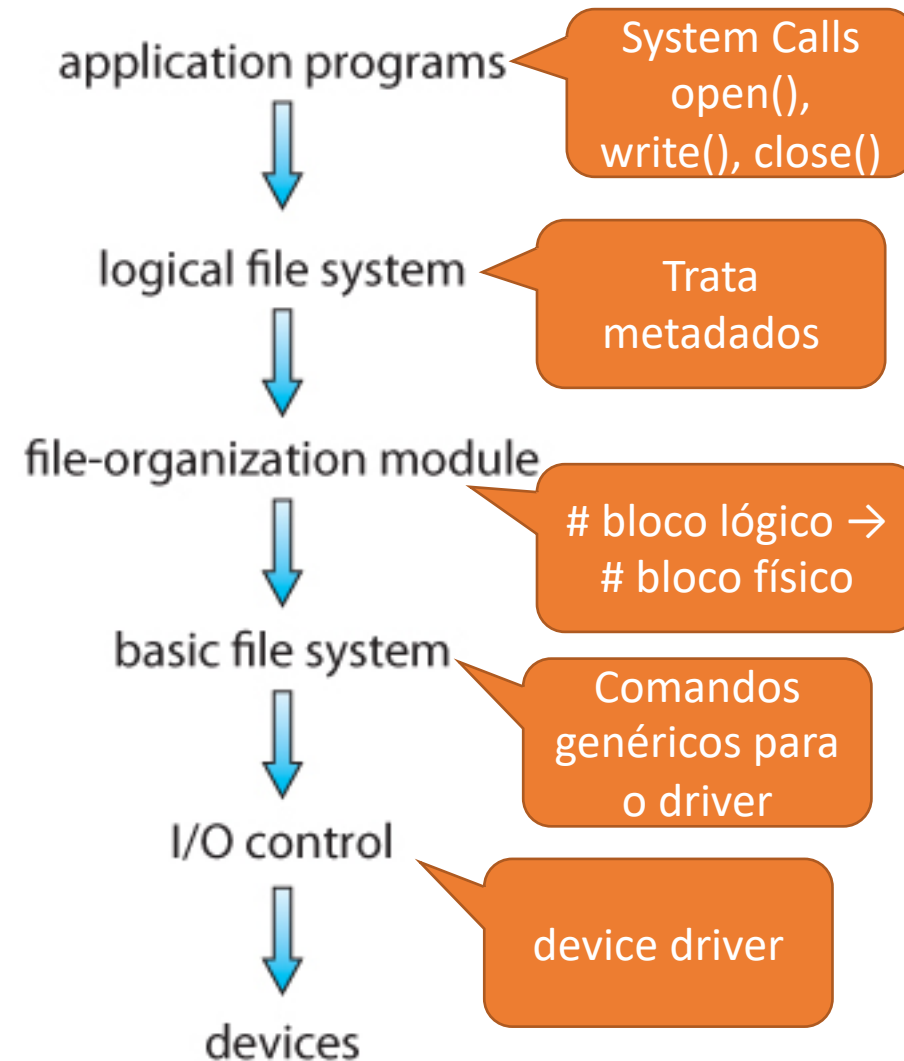 application programs
System Calls
open(),
write(), close()
logical file system
Trata
metadados
file-organization module
# bloco lógico →
# bloco físico
basic file system
Comandos
genéricos para
o driver
I/O control
device driver
devices